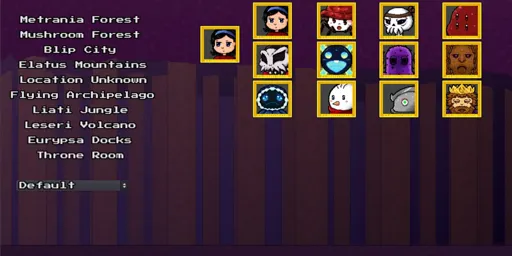 Metrania Forest
Mushroom Forest
Blip City
Elatus Mountains
Location Unknown
Flying Archipelago
Liati Jungle
Leseri Volcano
Eurypsa Docks
Throne Room
Default